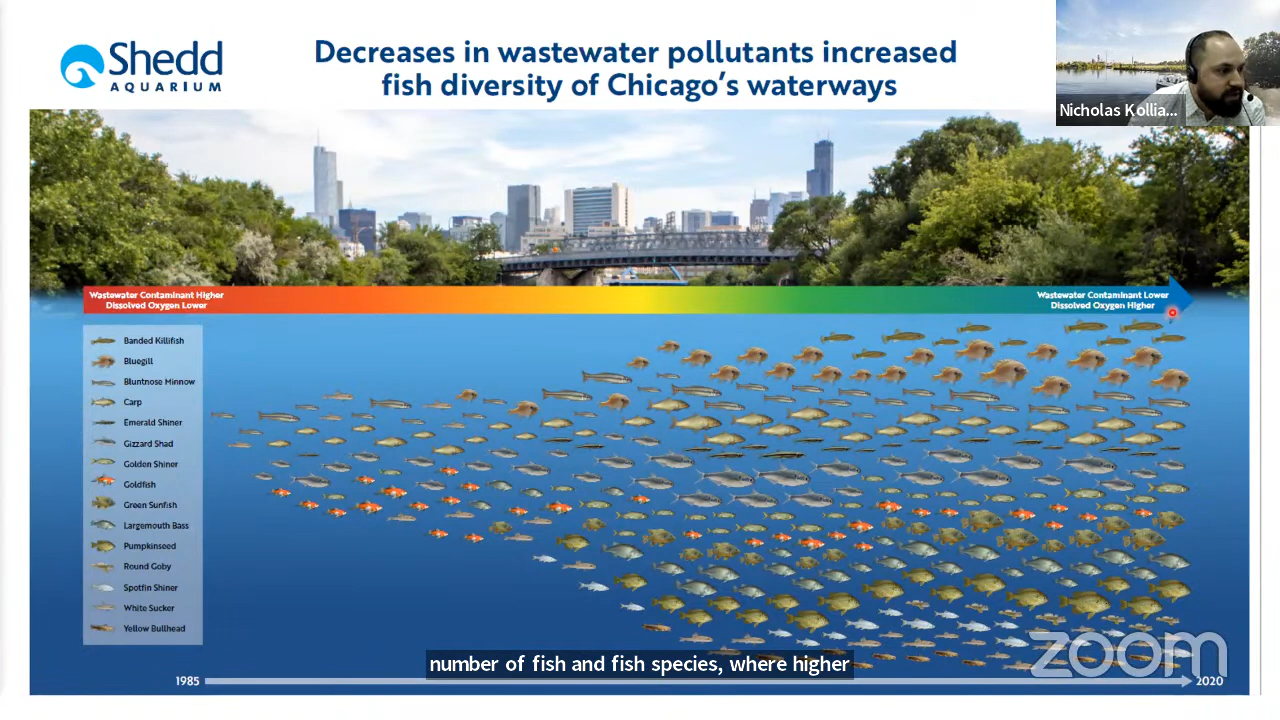 Shedd
AQUARIUM
Decreases in wastewater pollutants increased
fish diversity of Chicago's waterways
Nicholas Kollia...
Wastewater Contaminant Higher
Dissolved Oxygen Lower
Wastewater Contaminant Lower
Dissolved Oxygen Higher
Banded Killifish
Bluegill
Bluntnose Minnow
Carp
Emerald Shiner
Gizzard Shad
Golden Shiner
Goldfish
Green Sunfish
Largemouth Bass
Pumpkinseed
Round Goby
Spotfin Shiner
White Sucker
Yellow Bullhead
number of fish and fish species, where higher
zoom
1985
2020